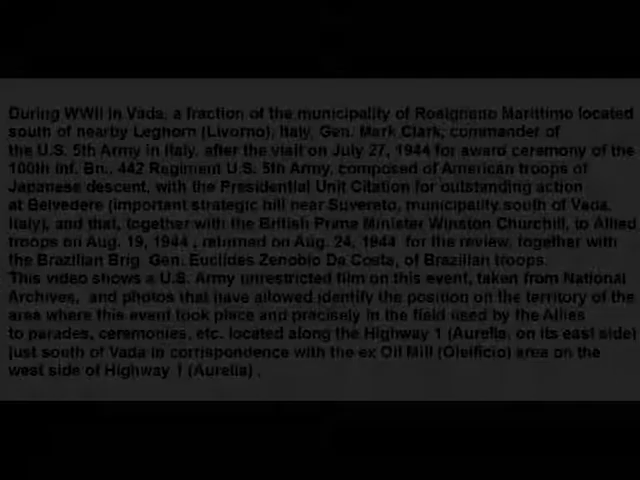 During WWII in Vada, a fraction of the municipality of Rosignano Marittimo located
south of nearby Leghorn (Livorno), Italy, Gen. Mark Clark, commander of
the U.S. 5th Army in Italy, after the visit on July 27, 1944 for award ceremony of the
100th Inf. Bn., 442 Regiment U.S. 5th Army, composed of American troops of
Japanese descent, with the Presidential Unit Citation for outstanding action
at Belvedere (important strategic hill near Suvereto, municipality south of Vada,
Italy), and that, together with the British Prime Minister Winston Churchill, to Allied
troops on Aug. 19, 1944 , returned on Aug. 24, 1944 for the review, together with
the Brazilian Brig. Gen. Euclides Zenobio Da Costa, of Brazilian troops.
This video shows a U.S. Army unrestricted film on this event, taken from National
Archives, and photos that have allowed identify the position on the territory of the
area where this event took place and precisely in the field used by the Allies
to parades, ceremonies, etc. located along the Highway 1 (Aurelia, on its east side)
just south of Vada in correspondence with the ex Oil Mill (Oleificio) area on the
west side of Highway 1 (Aurelia) .